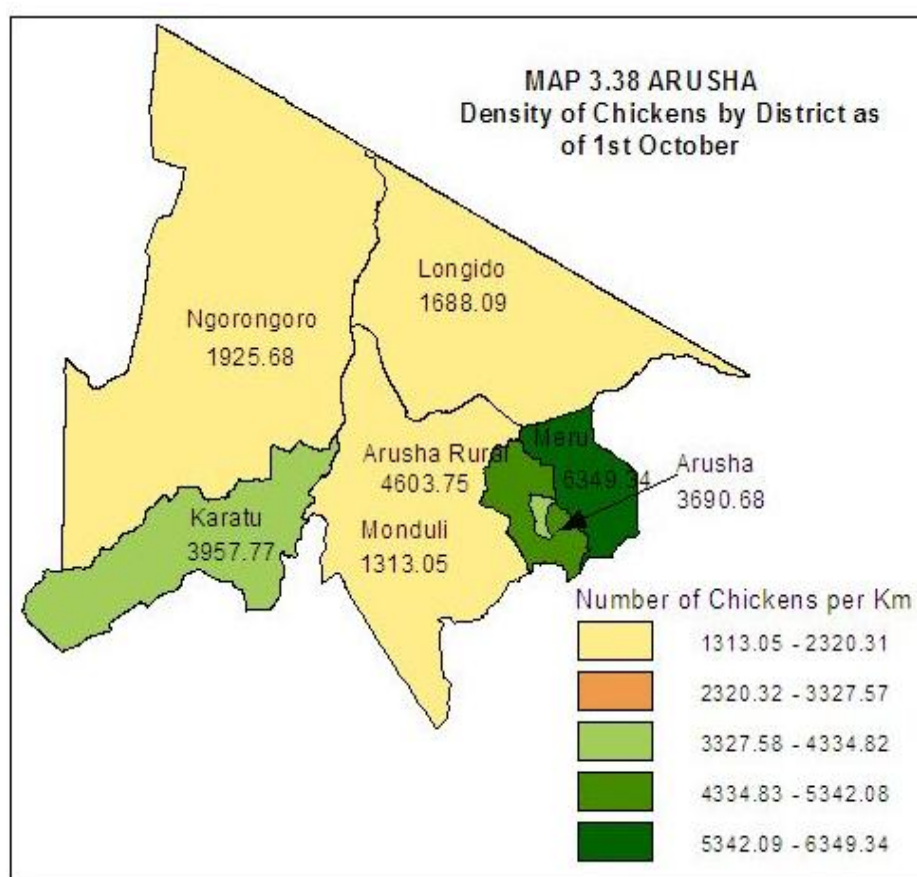 MAP 3.38 ARUSHA
Density of Chickens by District as
of 1st October
Longido
1688.09
Ngorongoro
1925.68
Arusha Rural
4603.75
Meru
6349.34
Arusha
3690.68
Karatu
3957.77
Monduli
1313.05
Number of Chickens per Km
1313.05 - 2320.31
2320.32 - 3327.57
3327.58 - 4334.82
4334.83 - 5342.08
5342.09 - 6349.34